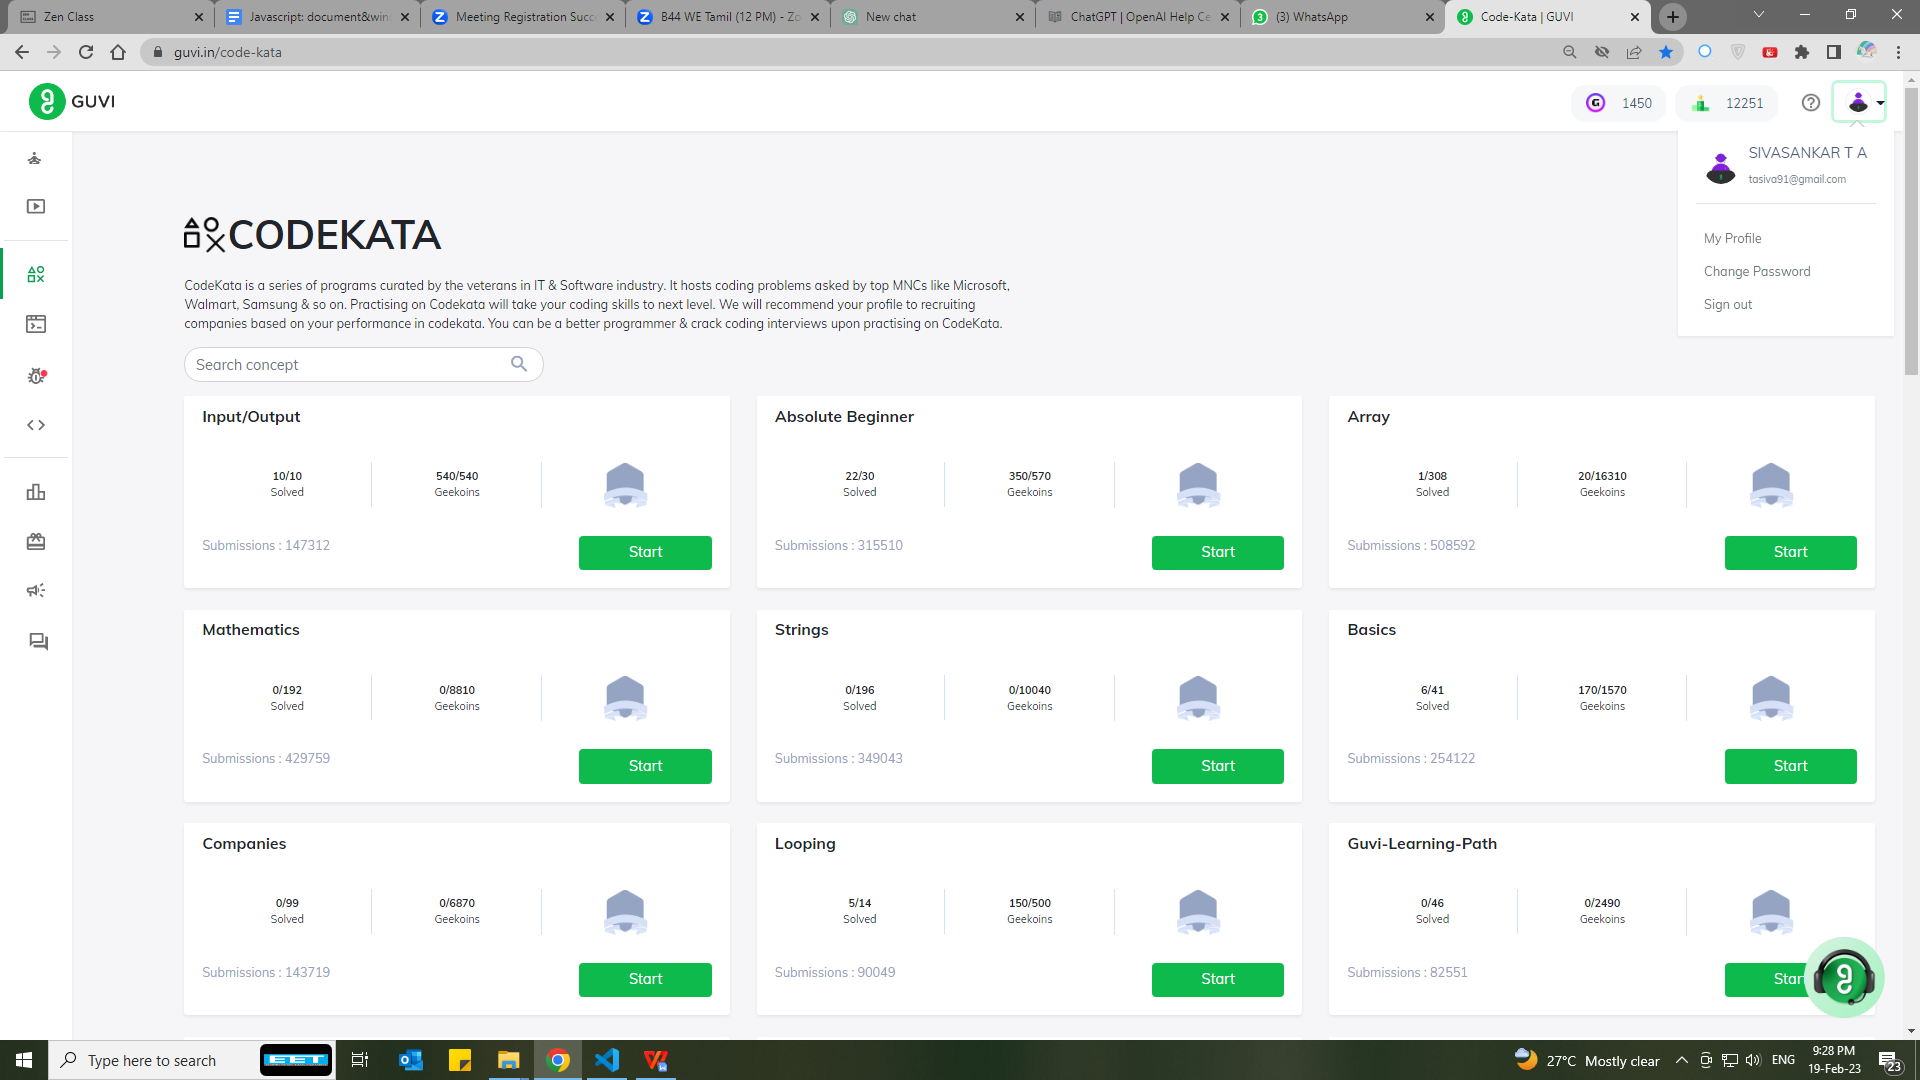 Zen Class
Javascript: document&win
Meeting Registration Succ
B44 WE Tamil (12 PM) - Zo
New chat
ChatGPT | OpenAI Help Ce
(3) WhatsApp
Code-Kata | GUVI
guvi.in/code-kata
GUVI
1450
12251
SIVASANKAR T A
tasiva91@gmail.com
My Profile
Change Password
Sign out
CODEKATA
CodeKata is a series of programs curated by the veterans in IT & Software industry. It hosts coding problems asked by top MNCs like Microsoft,
Walmart, Samsung & so on. Practising on Codekata will take your coding skills to next level. We will recommend your profile to recruiting
companies based on your performance in codekata. You can be a better programmer & crack coding interviews upon practising on CodeKata.
Search concept
Input/Output
10/10
Solved
540/540
Geekoins
Submissions : 147312
Start
Absolute Beginner
22/30
Solved
350/570
Geekoins
Submissions : 315510
Start
Array
1/308
Solved
20/16310
Geekoins
Submissions : 508592
Start
Mathematics
0/192
Solved
0/8810
Geekoins
Submissions : 429759
Start
Strings
0/196
Solved
0/10040
Geekoins
Submissions : 349043
Start
Basics
6/41
Solved
170/1570
Geekoins
Submissions : 254122
Start
Companies
0/99
Solved
0/6870
Geekoins
Submissions : 143719
Start
Looping
5/14
Solved
150/500
Geekoins
Submissions : 90049
Start
Guvi-Learning-Path
0/46
Solved
0/2490
Geekoins
Submissions : 82551
Start
Type here to search
EET
27°C Mostly clear
ENG
9:28 PM
19-Feb-23
23